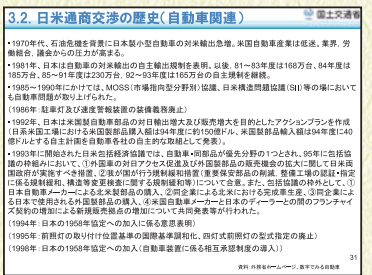 3.2. 日米通商交渉の歴史(自動車関連)
国土交通省
・1970年代、石油危機を背景に日本製小型自動車の対米輸出急増。米国自動車産業は低迷。業界、労
働組合、議会からの圧力が高まる。
・1981年、日本は自動車の対米輸出の自主輸出規制を表明。以後、81~83年度は168万台、84年度は
185万台、85~91年度は230万台、92~93年度は165万台の自主規制を継続。
・1985~1990年にかけては、MOSS(市場指向型分野別)協議、日米構造問題協議(SII)等の場において
も自動車問題が取り上げられた。
(1986年:駐車灯及び速度警報装置の装備義務廃止)
・1992年、日本は米国製自動車部品の対日輸出増大及び販売増大を目的としたアクションプランを作成
(日系米国工場における米国製部品購入額は94年度に約150億ドル、米国製部品輸入額は94年度に40
億ドルとする自主計画を自動車各社の自主的な取組として発表)。
・1993年に開始された日米包括経済協議では、自動車・同部品が優先分野の1つとされ、95年に包括協
議の枠組みにおいて、①外国車の対日アクセス促進及び外国製部品の販売機会の拡大に関して日米両
国政府が実施すべき措置、②我が国が行う規制緩和措置(重要保安部品の削減、整備工場の認証・指定
に係る規制緩和、構造等変更検査に関する規制緩和等)について合意。また、包括協議の枠外として、①
日本自動車メーカーによる北米製部品の購入、②同企業による北米における完成車生産、③同企業によ
る日本で使用される外国製部品の購入、④米国自動車メーカーと日本のディーラーとの間のフランチャイ
ズ契約の増加による新規販売拠点の増加について共同発表等が行われた。
(1994年:日本の1958年協定への加入に係る意思表明)
(1995年:前照灯の取り付け位置基準の国際基準調和化、四灯式前照灯の型式指定の廃止)
(1998年:日本の1958年協定への加入(自動車装置に係る相互承認制度の導入))
31
資料:外務省ホームページ、数字でみる自動車